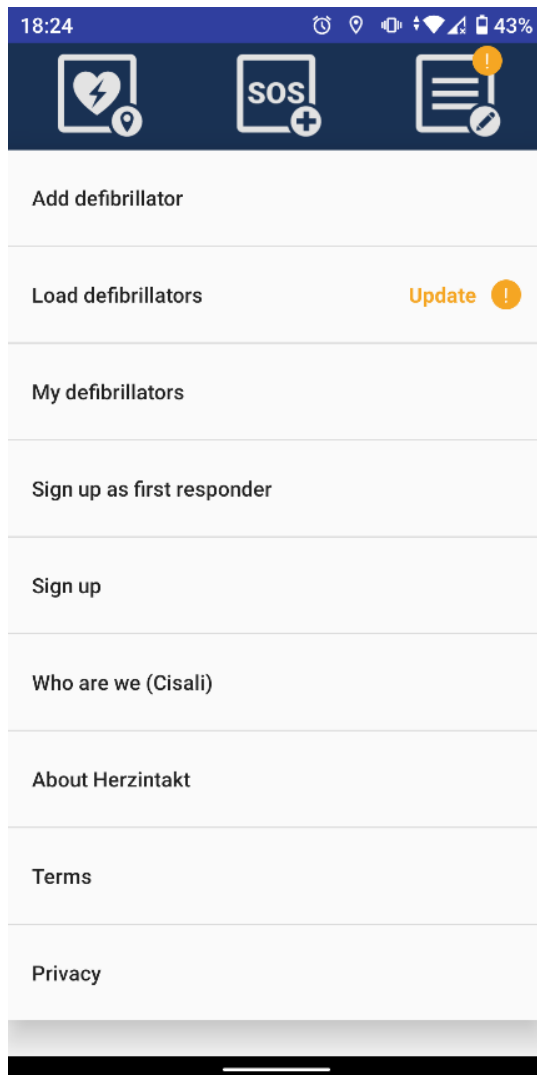 18:24
43%
SOS
!
Add defibrillator
Load defibrillators Update !
My defibrillators
Sign up as first responder
Sign up
Who are we (Cisali)
About Herzintakt
Terms
Privacy